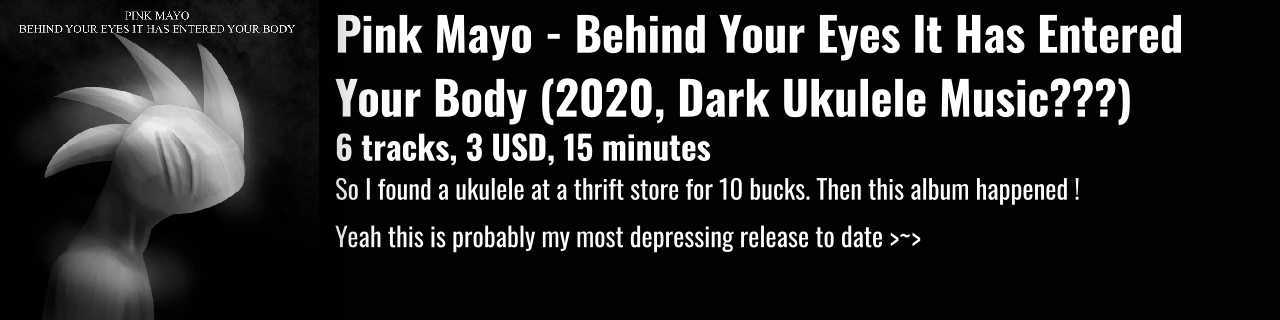 PINK MAYO
BEHIND YOUR EYES IT HAS ENTERED YOUR BODY
Pink Mayo - Behind Your Eyes It Has Entered
Your Body (2020, Dark Ukulele Music???)
6 tracks, 3 USD, 15 minutes
So I found a ukulele at a thrift store for 10 bucks. Then this album happened !
Yeah this is probably my most depressing release to date >~>